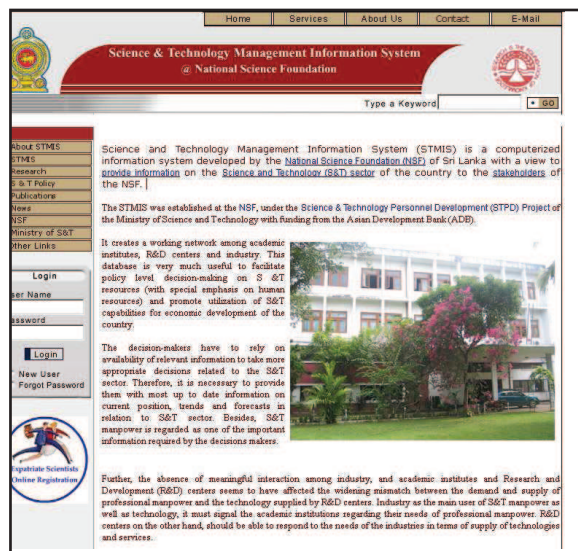 Home Services About Us Contact E-Mail
Science & Technology Management Information System
@ National Science Foundation
Type a Keyword GO
About STMIS
STMIS
Research
S & T Policy
Publications
News
NSF
Ministry of S&T
Other Links
Login
ser Name
assword
Login
New User
Forgot Password
Expatriate Scientists
Online Registration
Science and Technology Management Information System (STMIS) is a computerized
information system developed by the National Science Foundation (NSF) of Sri Lanka with a view to
provide information on the Science and Technology (S&T) sector of the country to the stakeholders of
the NSF.
The STMIS was established at the NSF, under the Science & Technology Personnel Development (STPD) Project of
the Ministry of Science and Technology with funding from the Asian Development Bank (ADB).
It creates a working network among academic
institutes, R&D centers and industry. This
database is very much useful to facilitate
policy level decision-making on S &T
resources (with special emphasis on human
resources) and promote utilization of S&T
capabilities for economic development of the
country.
The decision-makers have to rely on
availability of relevant information to take more
appropriate decisions related to the S&T
sector. Therefore, it is necessary to provide
them with most up to date information on
current position, trends and forecasts in
relation to S&T sector. Besides, S&T
manpower is regarded as one of the important
information required by the decisions makers.
Further, the absence of meaningful interaction among industry, and academic institutes and Research and
Development (R&D) centers seems to have affected the widening mismatch between the demand and supply of
professional manpower and the technology supplied by R&D centers. Industry as the main user of S&T manpower as
well as technology, it must signal the academic institutions regarding their needs of professional manpower. R&D
centers on the other hand, should be able to respond to the needs of the industries in terms of supply of technologies
and services.